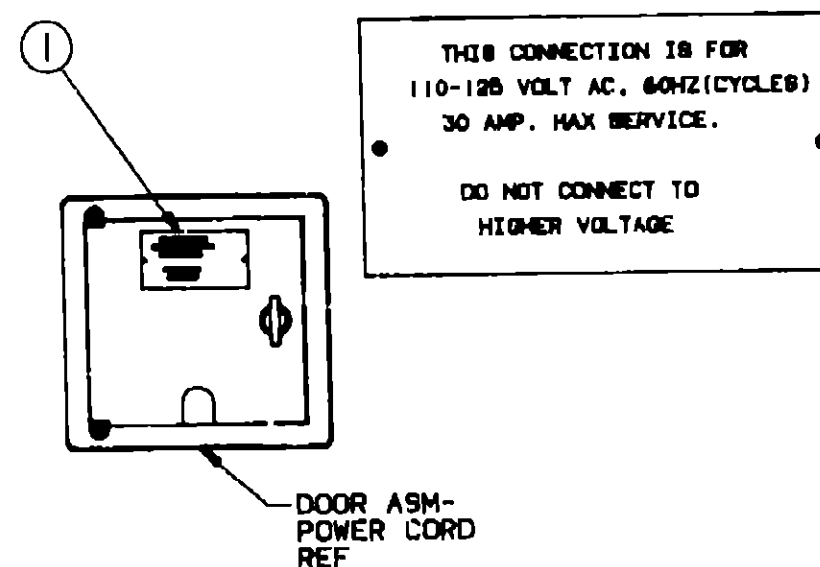 1
THIS CONNECTION IS FOR
110-125 VOLT AC. 60HZ(CYCLES)
30 AMP. MAX SERVICE.
DO NOT CONNECT TO
HIGHER VOLTAGE
DOOR ASM-
POWER CORD
REF